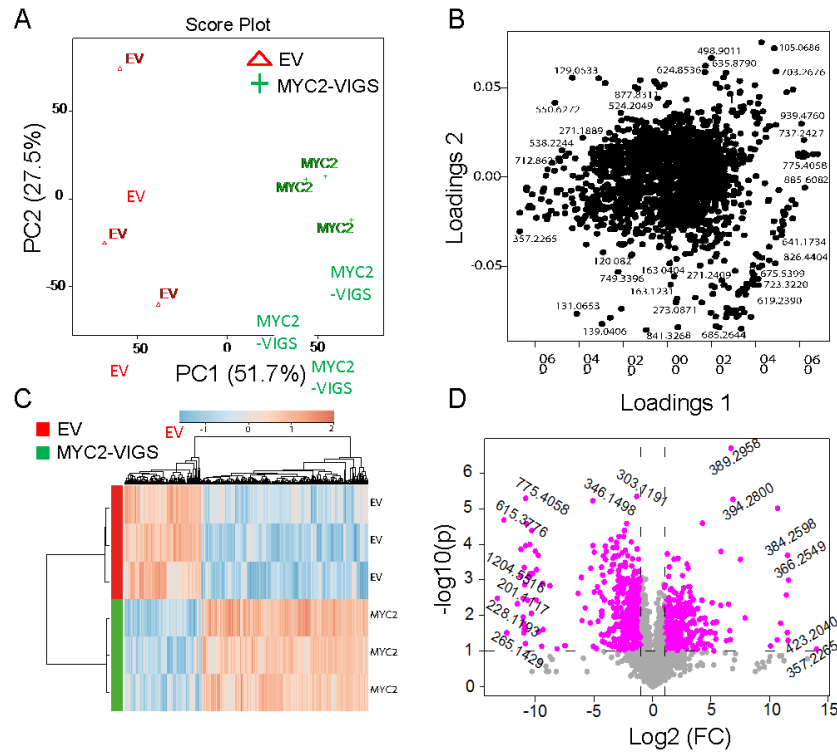 A
Score Plot
EV
EV
MYC2-VIGS
50
MYC2
MYC2
0
EV
MYC2
EV
MYC2
-VIGS
-50
EV
MYC2
-VIGS
MYC2
-VIGS
EV
50
0
50
PC1 (51.7%)
PC2 (27.5%)
B
498.9011
105.0686
129.0533
624.8536
635.8790
703.2676
0.05
877.8311
550.6272
524.2049
939.4760
271.1889
737.2427
538.2244
712.862
775.4058
0.00
885.6082
357.2265
641.1734
120.082
163.0404
826.4404
271.2409
-0.05
749.3396
675.5399
163.1231
723.3220
273.0871
619.2390
131.0653
139.0406
841.3268
685.2644
Loadings 2
Loadings 1
C
EV
MYC2-VIGS
EV
-1
0
1
2
EV
EV
EV
MYC2
MYC2
MYC2
D
389.2958
6
775.4058
346.1498
303.1191
394.2800
5
615.3776
384.2598
4
366.2549
3
1204.5516
201.1117
2
228.1193
423.2040
1
265.1429
357.2265
0
-10
-5
0
5
10
15
-log10(p)
Log2 (FC)